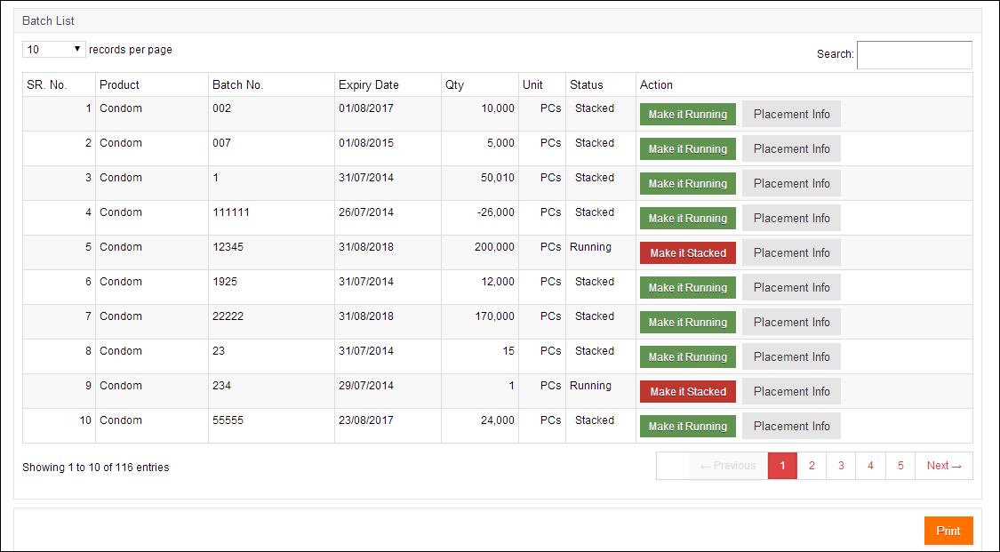 Batch List
10 records per page
Search:
SR. No. Product Batch No. Expiry Date Qty Unit Status Action
1 Condom 002 01/08/2017 10,000 PCs Stacked Make it Running Placement Info
2 Condom 007 01/08/2015 5,000 PCs Stacked Make it Running Placement Info
3 Condom 1 31/07/2014 50,010 PCs Stacked Make it Running Placement Info
4 Condom 111111 26/07/2014 -26,000 PCs Stacked Make it Running Placement Info
5 Condom 12345 31/08/2018 200,000 PCs Running Make it Stacked Placement Info
6 Condom 1925 31/07/2014 12,000 PCs Stacked Make it Running Placement Info
7 Condom 22222 31/08/2018 170,000 PCs Stacked Make it Running Placement Info
8 Condom 23 31/07/2014 15 PCs Stacked Make it Running Placement Info
9 Condom 234 29/07/2014 1 PCs Running Make it Stacked Placement Info
10 Condom 55555 23/08/2017 24,000 PCs Stacked Make it Running Placement Info
Showing 1 to 10 of 116 entries
← Previous 1 2 3 4 5 Next →
Print